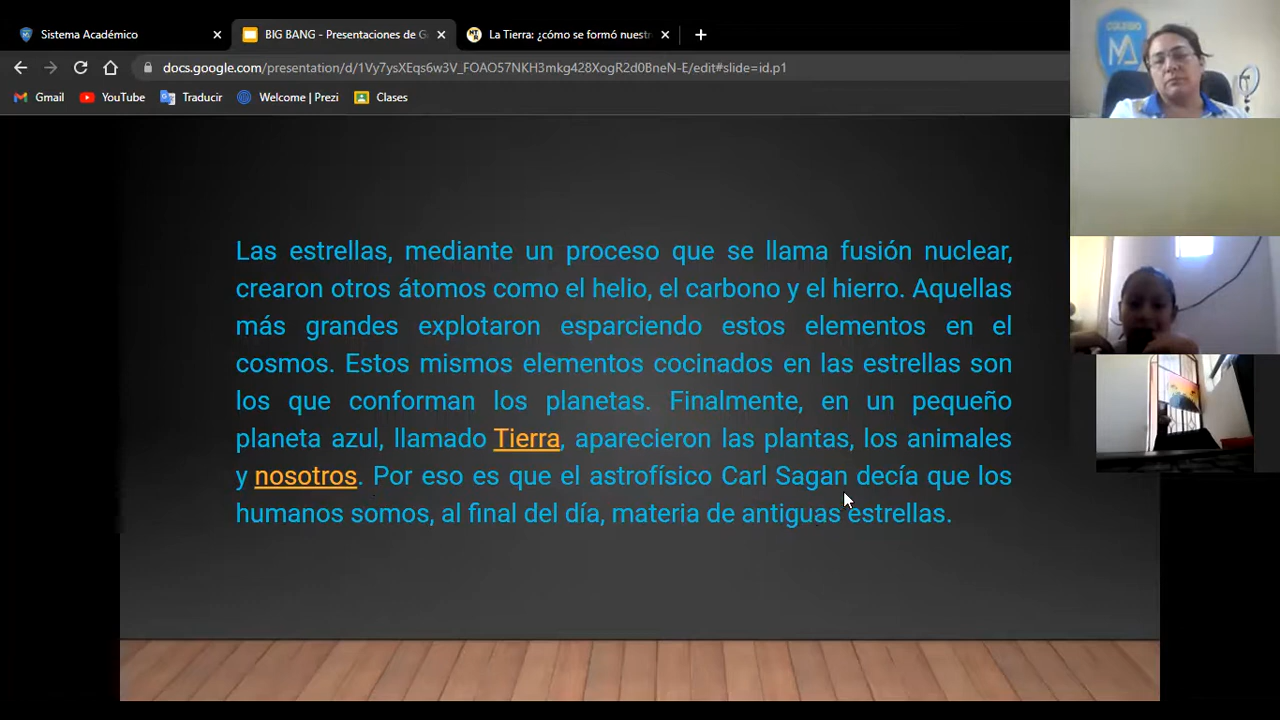 Sistema Académico
BIG BANG - Presentaciones de G
La Tierra: ¿cómo se formó nuest
docs.google.com/presentation/d/1Vy7ysXEqs6w3V_FOAO57NKH3mkg428XogR2d0BneN-E/edit#slide=id.p1
Gmail YouTube Traducir Welcome | Prezi Clases
COLEGIO
MA
Las estrellas, mediante un proceso que se llama fusión nuclear,
crearon otros átomos como el helio, el carbono y el hierro. Aquellas
más grandes explotaron esparciendo estos elementos en el
cosmos. Estos mismos elementos cocinados en las estrellas son
los que conforman los planetas. Finalmente, en un pequeño
planeta azul, llamado Tierra, aparecieron las plantas, los animales
y nosotros. Por eso es que el astrofísico Carl Sagan decía que los
humanos somos, al final del día, materia de antiguas estrellas.